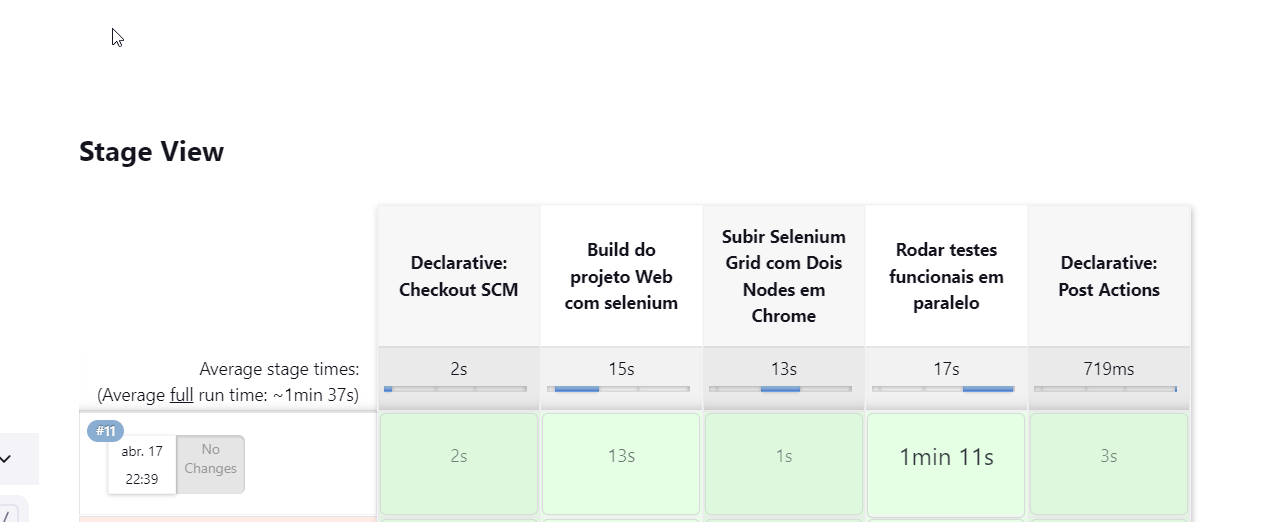 Stage View
Declarative:
Checkout SCM
Build do
projeto Web
com selenium
Subir Selenium
Grid com Dois
Nodes em
Chrome
Rodar testes
funcionais em
paralelo
Declarative:
Post Actions
Average stage times:
(Average full run time: ~1min 37s)
2s
15s
13s
17s
719ms
#11
abr. 17
22:39
No
Changes
2s
13s
1s
1min 11s
3s
/